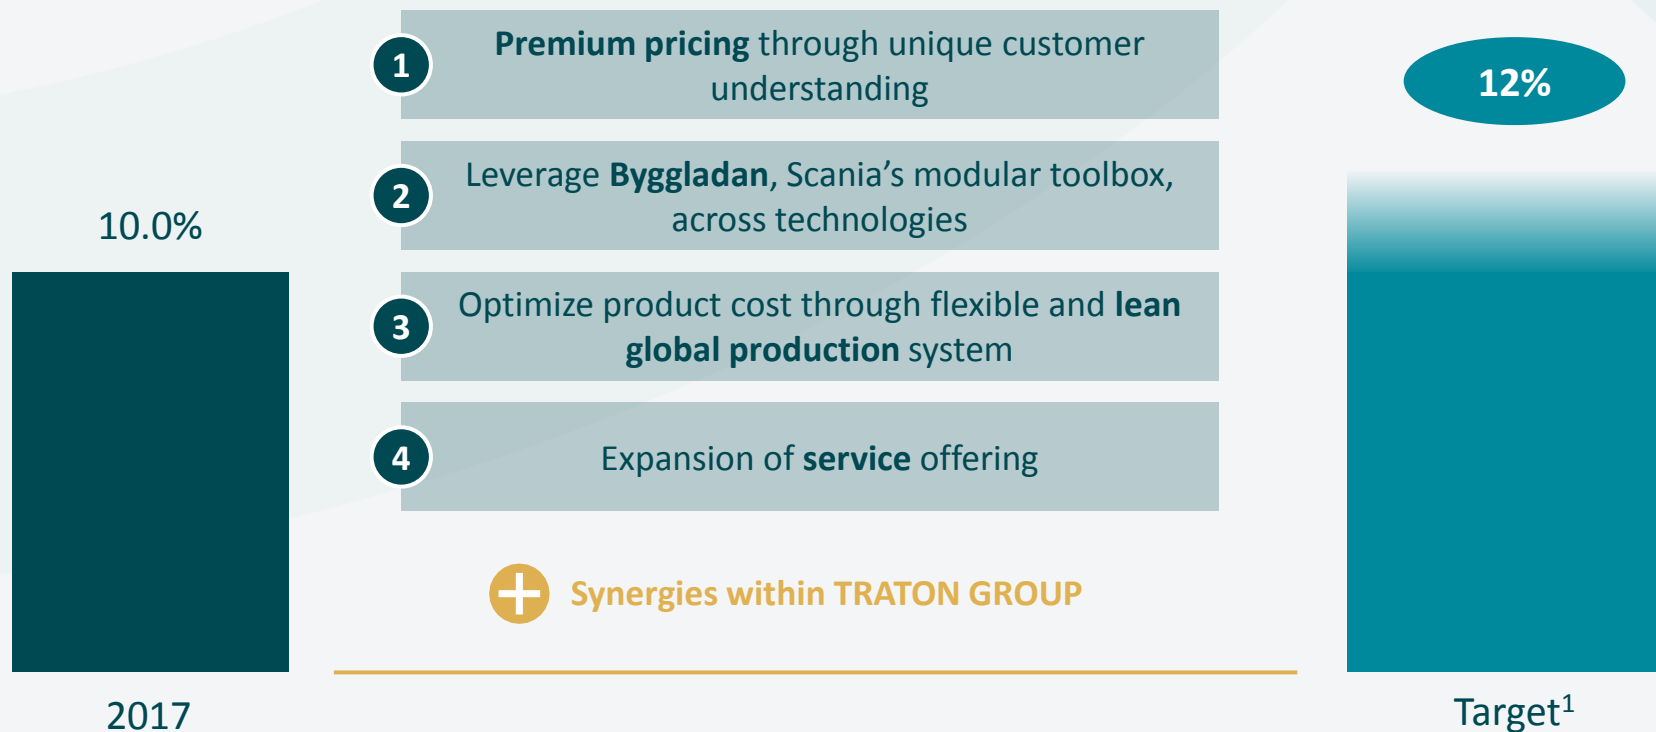 1
Premium pricing through unique customer
understanding
12%
2
Leverage Byggladan, Scania’s modular toolbox,
across technologies
10.0%
3
Optimize product cost through flexible and lean
global production system
4
Expansion of service offering
Synergies within TRATON GROUP
2017
Target¹